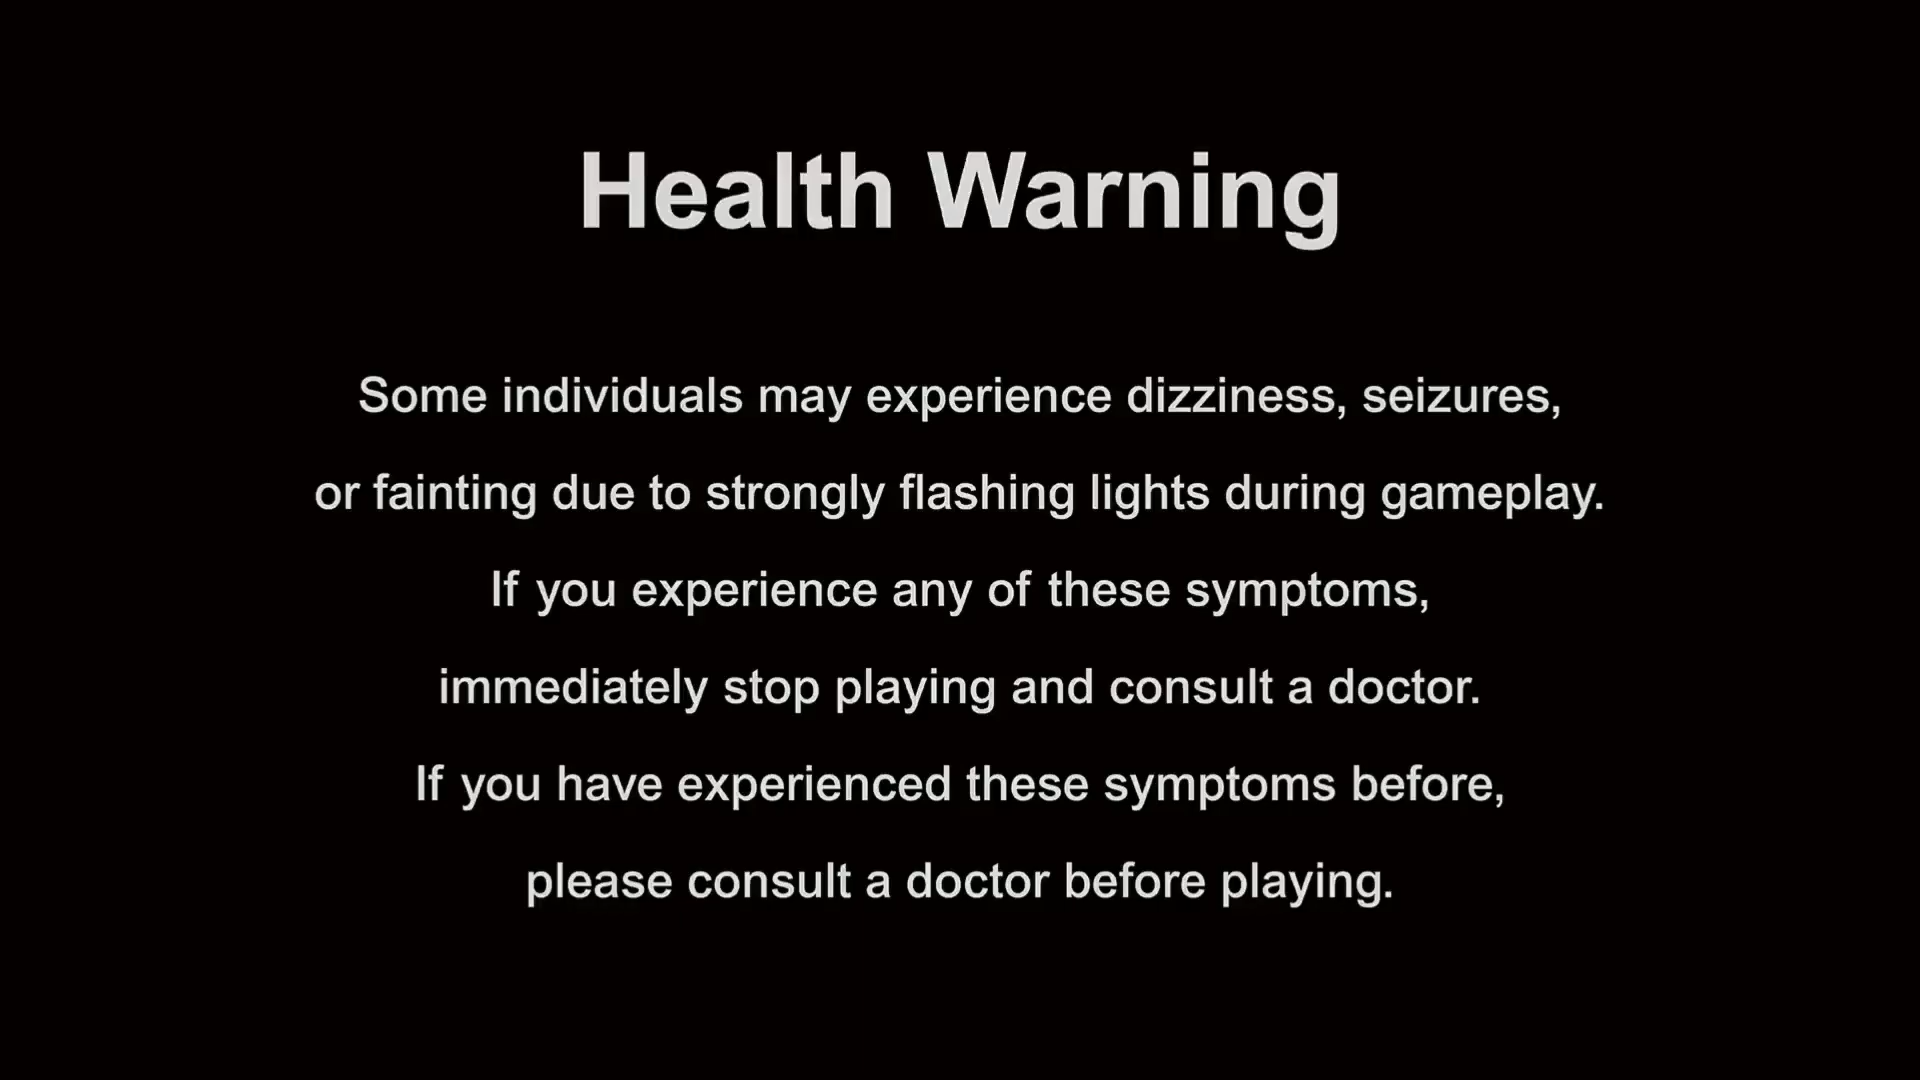 Health Warning
Some individuals may experience dizziness, seizures,
or fainting due to strongly flashing lights during gameplay.
If you experience any of these symptoms,
immediately stop playing and consult a doctor.
If you have experienced these symptoms before,
please consult a doctor before playing.